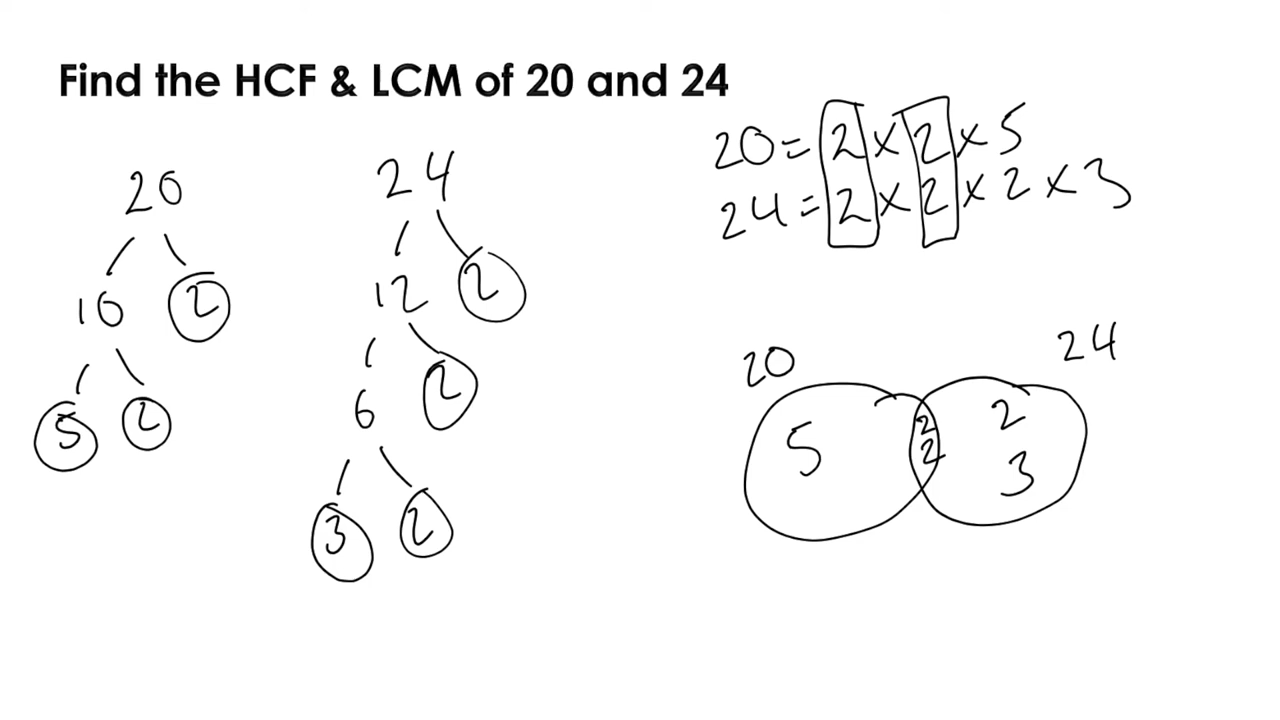 Find the HCF & LCM of 20 and 24
20
10 2
5 2
24
12 2
6 2
3 2
20 = 2 × 2 × 5
24 = 2 × 2 × 2 × 3
20 24
5 2 2
2 3